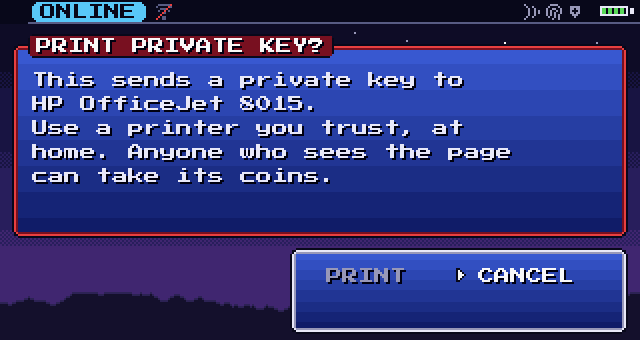 ONLINE
PRINT PRIVATE KEY?
This sends a private key to
HP OfficeJet 8015.
Use a printer you trust, at
home. Anyone who sees the page
can take its coins.
PRINT CANCEL